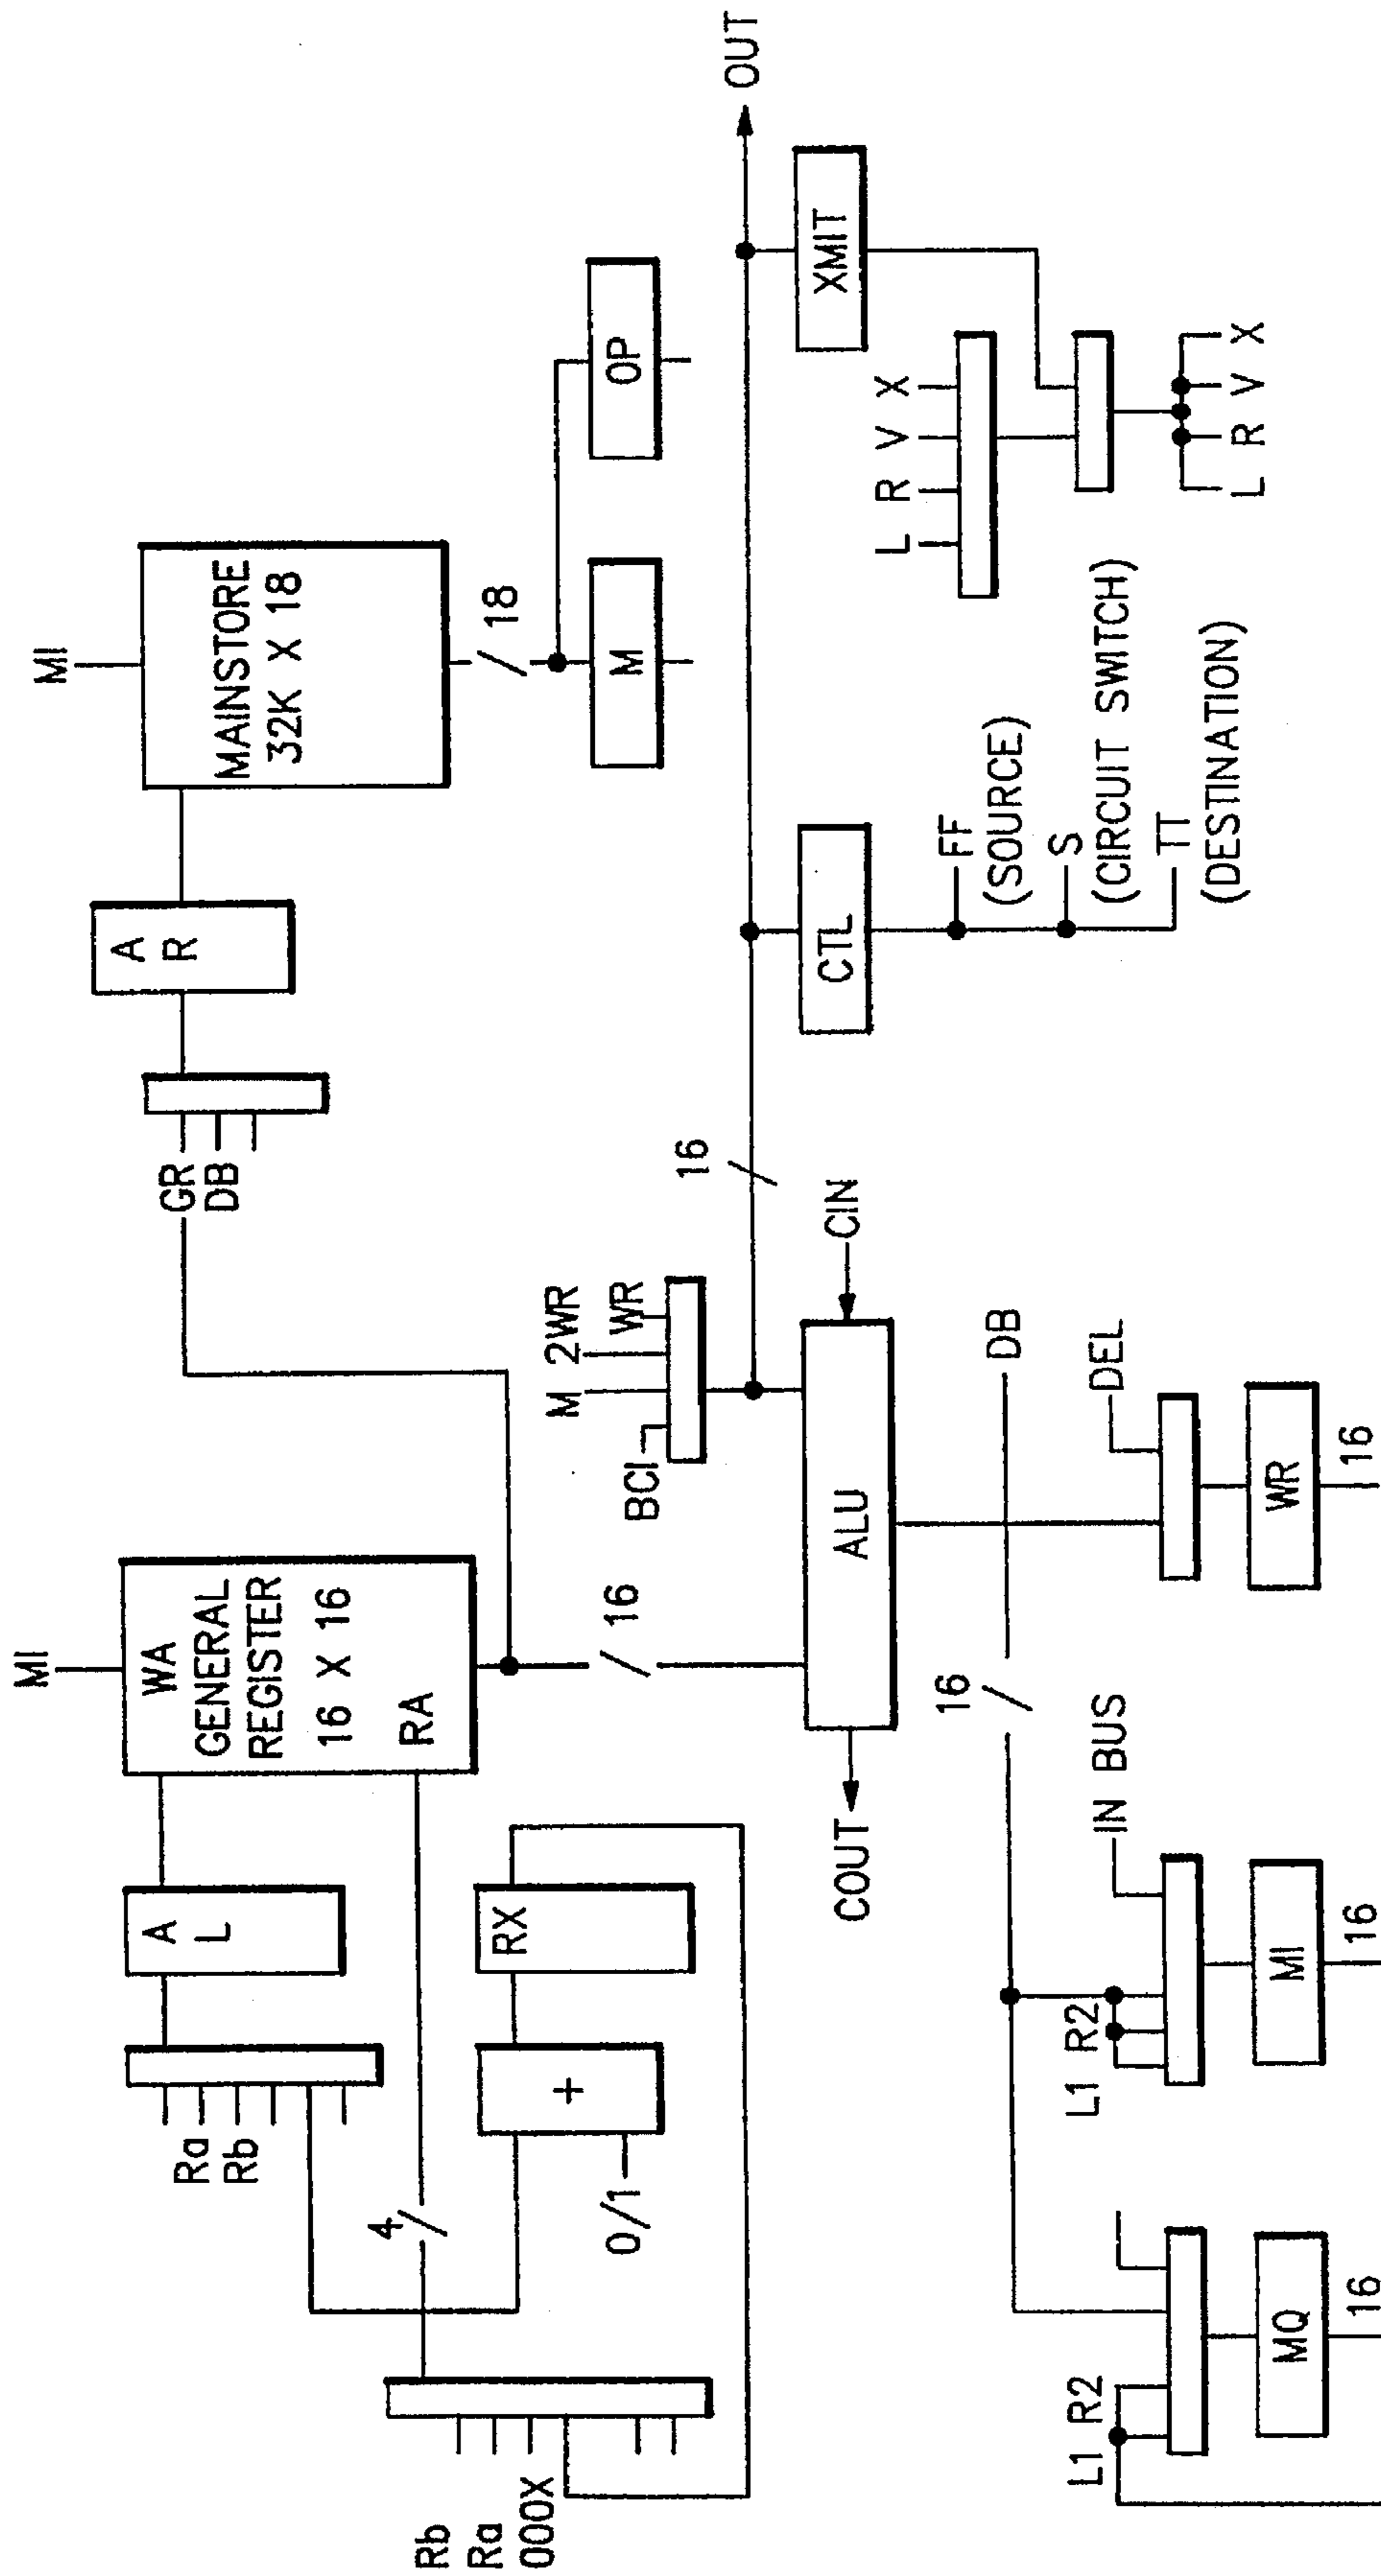 MI
WA
GENERAL
REGISTER
16 X 16
RA
A
L
Ra
Rb
4
RX
+
0/1
Rb
Ra
000X
16
GR
DB
A
R
MI
MAINSTORE
32K X 18
18
M
OP
BCI
M
2WR
WR
16
OUT
ALU
CIN
COUT
CTL
FF
(SOURCE)
S
(CIRCUIT SWITCH)
TT
(DESTINATION)
XMIT
L R V X
L R V X
DB
16
DEL
WR
16
IN BUS
L1 R2
MI
16
L1 R2
MQ
16